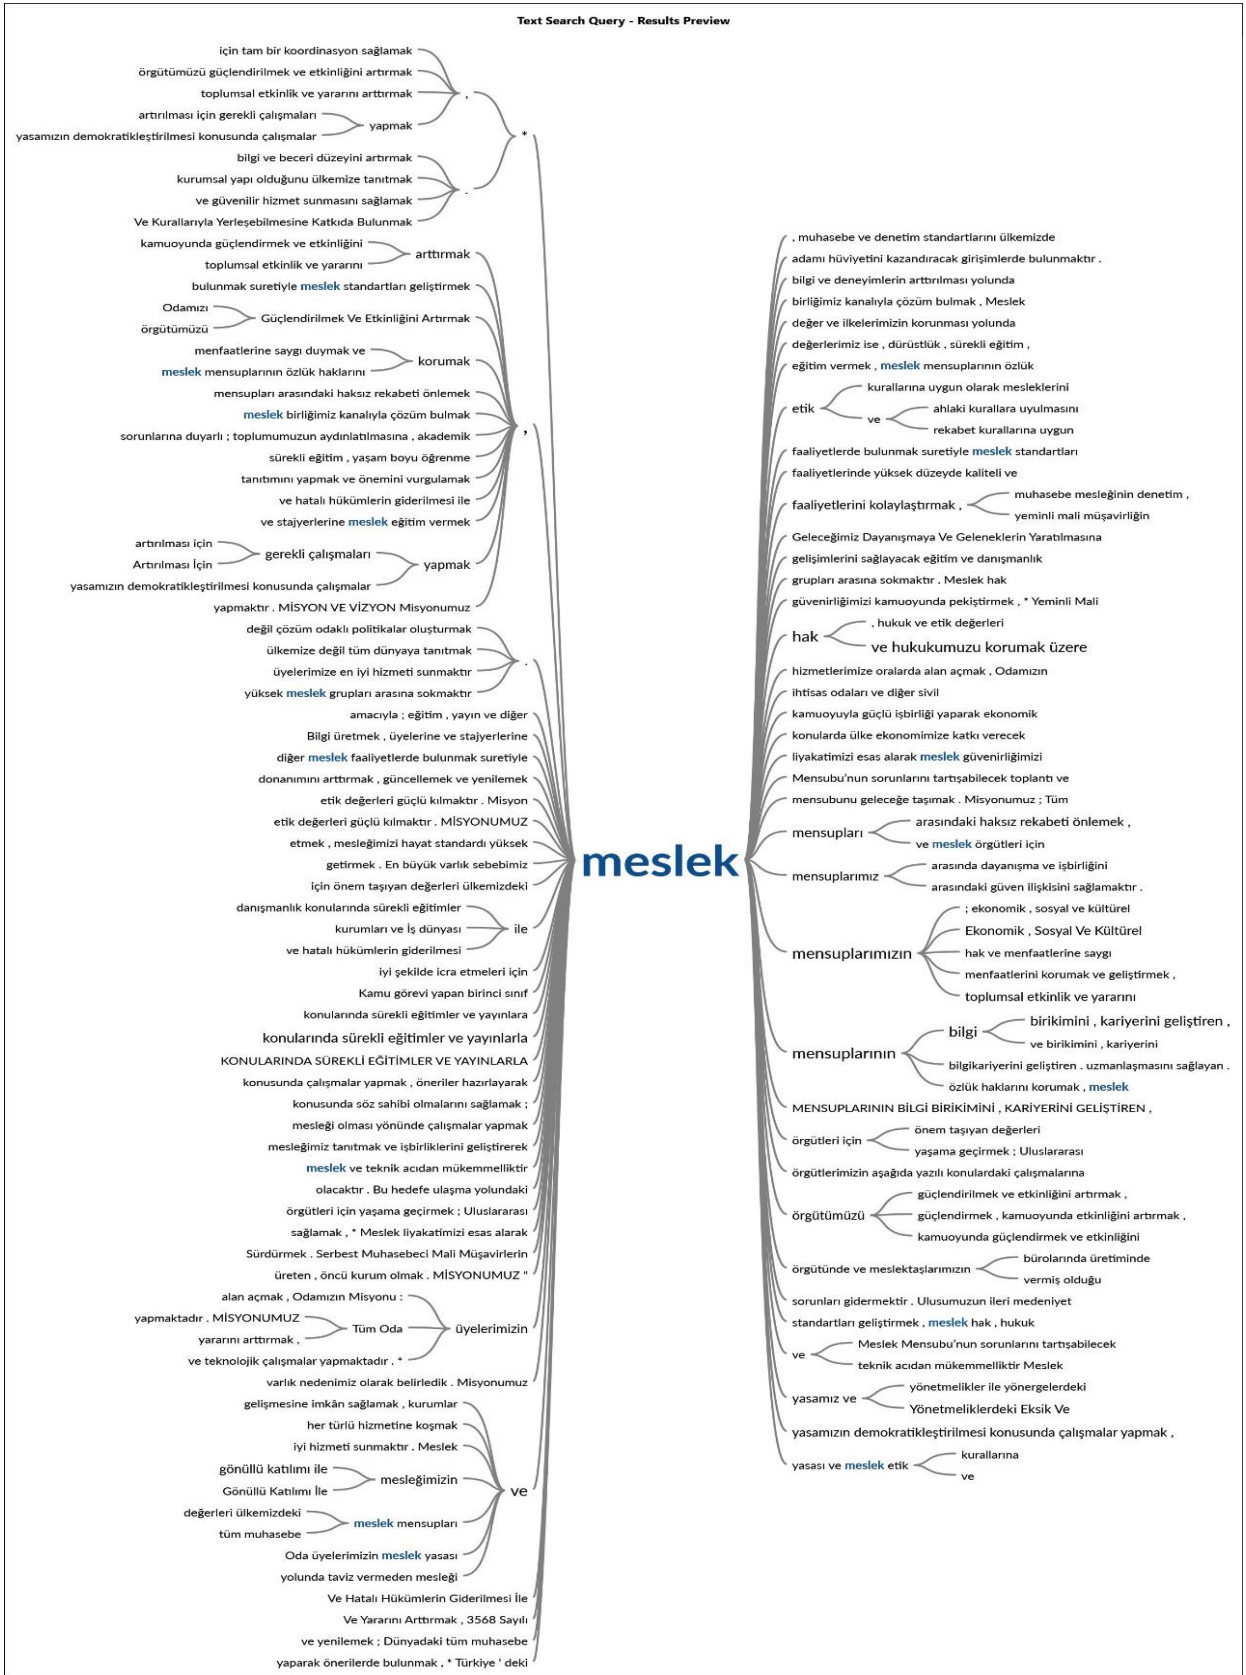 Text Search Query - Results Preview
için tam bir koordinasyon sağlamak
örgütümüzü güçlendirilmek ve etkinliğini artırmak
toplumsal etkinlik ve yararını arttırmak
,
artırılması için gerekli çalışmaları
yapmak
yasamızın demokratikleştirilmesi konusunda çalışmalar
*
bilgi ve beceri düzeyini artırmak
kurumsal yapı olduğunu ülkemize tanıtmak
.
ve güvenilir hizmet sunmasını sağlamak
Ve Kurallarıyla Yerleşebilmesine Katkıda Bulunmak
kamuoyunda güçlendirmek ve etkinliğini
arttırmak
toplumsal etkinlik ve yararını
bulunmak suretiyle meslek standartları geliştirmek
Odamızı
Güçlendirilmek Ve Etkinliğini Artırmak
örgütümüzü
menfaatlerine saygı duymak ve
korumak
meslek mensuplarının özlük haklarını
mensupları arasındaki haksız rekabeti önlemek
meslek birliğimiz kanalıyla çözüm bulmak
,
sorunlarına duyarlı ; toplumumuzun aydınlatılmasına , akademik
sürekli eğitim , yaşam boyu öğrenme
tanıtımını yapmak ve önemini vurgulamak
ve hatalı hükümlerin giderilmesi ile
ve stajyerlerine meslek eğitim vermek
artırılması için
gerekli çalışmaları
Artırılması İçin
yapmak
yasamızın demokratikleştirilmesi konusunda çalışmalar
yapmaktır . MİSYON VE VİZYON Misyonumuz
değil çözüm odaklı politikalar oluşturmak
ülkemize değil tüm dünyaya tanıtmak
.
üyelerimize en iyi hizmeti sunmaktır
yüksek meslek grupları arasına sokmaktır
amacıyla ; eğitim , yayın ve diğer
Bilgi üretmek , üyelerine ve stajyerlerine
diğer meslek faaliyetlerde bulunmak suretiyle
donanımını arttırmak , güncellemek ve yenilemek
etik değerleri güçlü kılmaktır . Misyon
etik değerleri güçlü kılmaktır . MİSYONUMUZ
etmek , mesleğimizi hayat standardı yüksek
getirmek . En büyük varlık sebebimiz
için önem taşıyan değerleri ülkemizdeki
danışmanlık konularında sürekli eğitimler
kurumları ve İş dünyası
ile
ve hatalı hükümlerin giderilmesi
iyi şekilde icra etmeleri için
Kamu görevi yapan birinci sınıf
konularında sürekli eğitimler ve yayınlara
konularında sürekli eğitimler ve yayınlarla
KONULARINDA SÜREKLİ EĞİTİMLER VE YAYINLARLA
konusunda çalışmalar yapmak , öneriler hazırlayarak
konusunda söz sahibi olmalarını sağlamak ;
mesleği olması yönünde çalışmalar yapmak
mesleğimiz tanıtmak ve işbirliklerini geliştirerek
meslek ve teknik acıdan mükemmelliktir
olacaktır . Bu hedefe ulaşma yolundaki
örgütleri için yaşama geçirmek ; Uluslararası
sağlamak , * Meslek liyakatimizi esas alarak
Sürdürmek . Serbest Muhasebeci Mali Müşavirlerin
üreten , öncü kurum olmak . MİSYONUMUZ "
alan açmak , Odamızın Misyonu :
yapmaktadır . MİSYONUMUZ
Tüm Oda
üyelerimizin
yararını arttırmak ,
ve teknolojik çalışmalar yapmaktadır . *
varlık nedenimiz olarak belirledik . Misyonumuz
gelişmesine imkân sağlamak , kurumlar
her türlü hizmetine koşmak
iyi hizmeti sunmaktır . Meslek
gönüllü katılımı ile
mesleğimizin
Gönüllü Katılımı İle
ve
değerleri ülkemizdeki
meslek mensupları
tüm muhasebe
Oda üyelerimizin meslek yasası
yolunda taviz vermeden mesleği
Ve Hatalı Hükümlerin Giderilmesi İle
Ve Yararını Arttırmak , 3568 Sayılı
ve yenilemek ; Dünyadaki tüm muhasebe
yaparak önerilerde bulunmak , * Türkiye ' deki
meslek
, muhasebe ve denetim standartlarını ülkemizde
adamı hüviyetini kazandıracak girişimlerde bulunmaktır .
bilgi ve deneyimlerin arttırılması yolunda
birliğimiz kanalıyla çözüm bulmak , Meslek
değer ve ilkelerimizin korunması yolunda
değerlerimiz ise , dürüstlük , sürekli eğitim ,
eğitim vermek , meslek mensuplarının özlük
etik
kurallarına uygun olarak mesleklerini
ve
ahlaki kurallara uyulmasını
rekabet kurallarına uygun
faaliyetlerde bulunmak suretiyle meslek standartları
faaliyetlerinde yüksek düzeyde kaliteli ve
faaliyetlerini kolaylaştırmak ,
muhasebe mesleğinin denetim ,
yeminli mali müşavirliğin
Geleceğimiz Dayanışmaya Ve Geleneklerin Yaratılmasına
gelişimlerini sağlayacak eğitim ve danışmanlık
grupları arasına sokmaktır . Meslek hak
güvenirliğimizi kamuoyunda pekiştirmek , * Yeminli Mali
hak
, hukuk ve etik değerleri
ve hukukumuzu korumak üzere
hizmetlerimize oralarda alan açmak , Odamızın
ihtisas odaları ve diğer sivil
kamuoyuyla güçlü işbirliği yaparak ekonomik
konularda ülke ekonomimize katkı verecek
liyakatimizi esas alarak meslek güvenirliğimizi
Mensubu'nun sorunlarını tartışabilecek toplantı ve
mensubunu geleceğe taşımak . Misyonumuz ; Tüm
mensupları
arasındaki haksız rekabeti önlemek ,
ve meslek örgütleri için
mensuplarımız
arasında dayanışma ve işbirliğini
arasındaki güven ilişkisini sağlamaktır .
mensuplarımızın
; ekonomik , sosyal ve kültürel
Ekonomik , Sosyal Ve Kültürel
hak ve menfaatlerine saygı
menfaatlerini korumak ve geliştirmek ,
toplumsal etkinlik ve yararını
mensuplarının
bilgi
birikimini , kariyerini geliştiren ,
ve birikimini , kariyerini
bilgikariyerini geliştiren . uzmanlaşmasını sağlayan .
özlük haklarını korumak , meslek
MENSUPLARININ BİLGİ BİRİKİMİNİ , KARİYERİNİ GELİŞTİREN ,
örgütleri için
önem taşıyan değerleri
yaşama geçirmek ; Uluslararası
örgütlerimizin aşağıda yazılı konulardaki çalışmalarına
örgütümüzü
güçlendirilmek ve etkinliğini artırmak ,
güçlendirmek , kamuoyunda etkinliğini artırmak ,
kamuoyunda güçlendirmek ve etkinliğini
örgütünde ve meslektaşlarımızın
bürolarında üretiminde
vermiş olduğu
sorunları gidermektir . Ulusumuzun ileri medeniyet
standartları geliştirmek , meslek hak , hukuk
ve
Meslek Mensubu'nun sorunlarını tartışabilecek
teknik acıdan mükemmelliktir Meslek
yasamız ve
yönetmelikler ile yönergelerdeki
Yönetmeliklerdeki Eksik Ve
yasamızın demokratikleştirilmesi konusunda çalışmalar yapmak ,
yasası ve meslek etik
kurallarına
ve